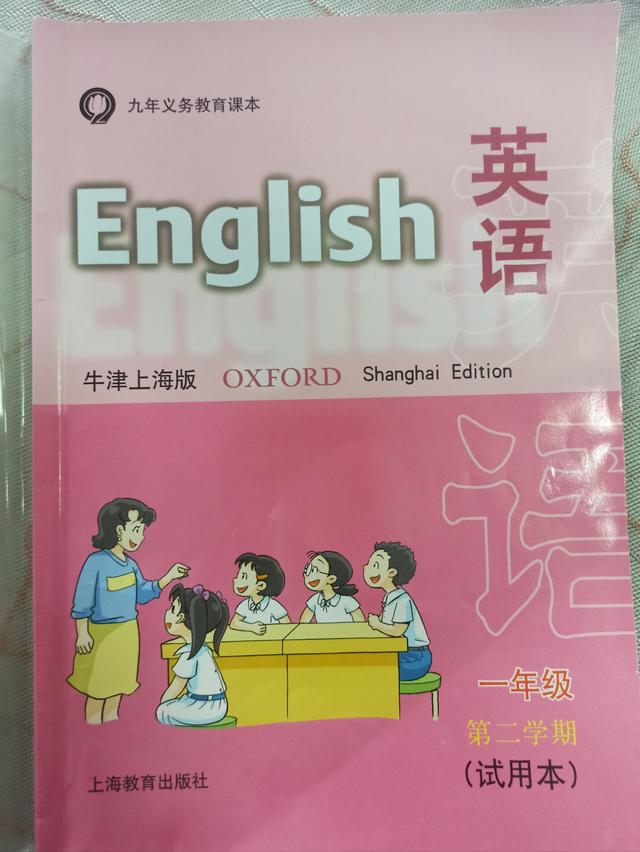 九年义务教育课本
English
英语
牛津上海版 OXFORD Shanghai Edition
一年级
第二学期
(试用本)
上海教育出版社